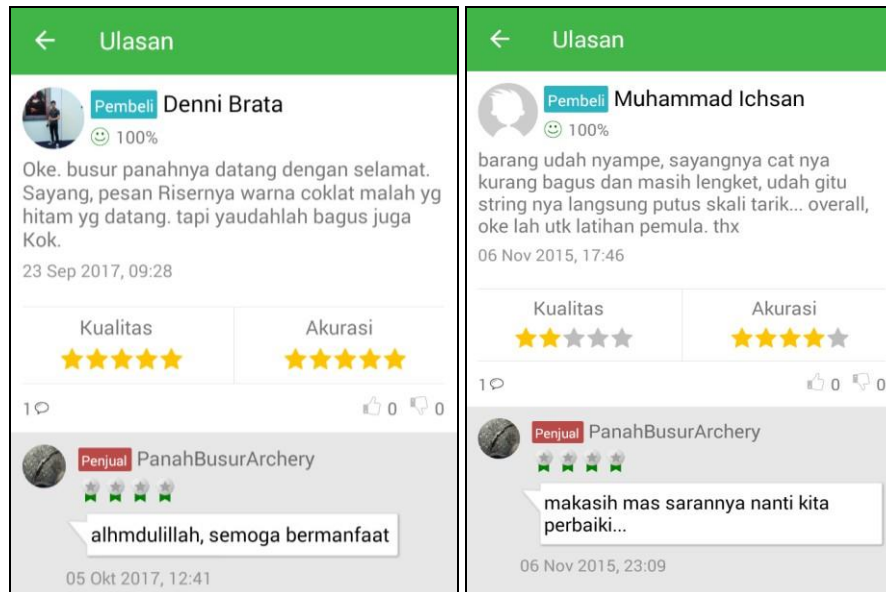 Ulasan
Pembeli Denni Brata
100%
Oke. busur panahnya datang dengan selamat.
Sayang, pesan Risernya warna coklat malah yg
hitam yg datang. tapi yaudahlah bagus juga
Kok.
23 Sep 2017, 09:28
Kualitas
Akurasi
1
0
0
Penjual PanahBusurArchery
alhmdulillah, semoga bermanfaat
05 Okt 2017, 12:41
Ulasan
Pembeli Muhammad Ichsan
100%
barang udah nyampe, sayangnya cat nya
kurang bagus dan masih lengket, udah gitu
string nya langsung putus skali tarik... overall,
oke lah utk latihan pemula. thx
06 Nov 2015, 17:46
Kualitas
Akurasi
1
0
0
Penjual PanahBusurArchery
makasih mas sarannya nanti kita
perbaiki...
06 Nov 2015, 23:09